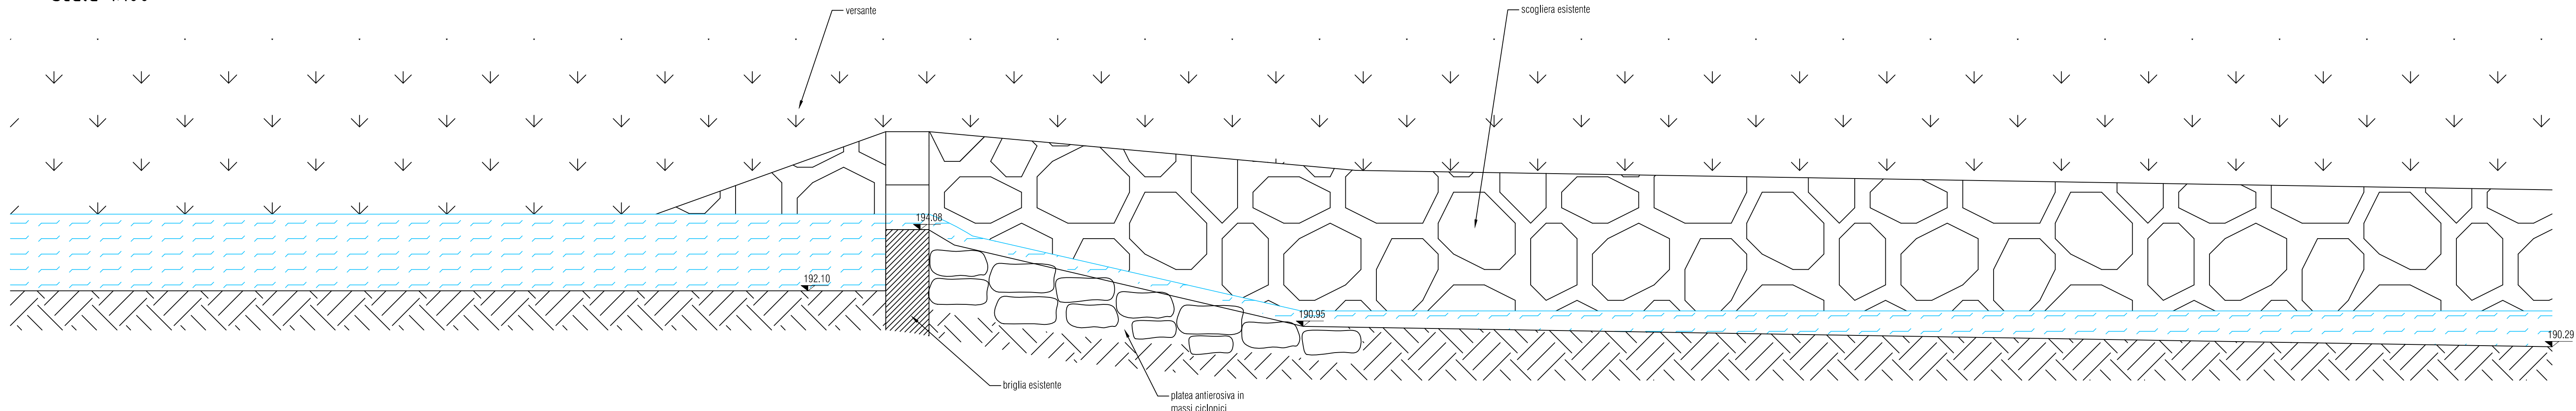 versante
scogliera esistente
194.08
192.10
190.95
190.29
briglia esistente
platea antierosiva in
massi ciclopici